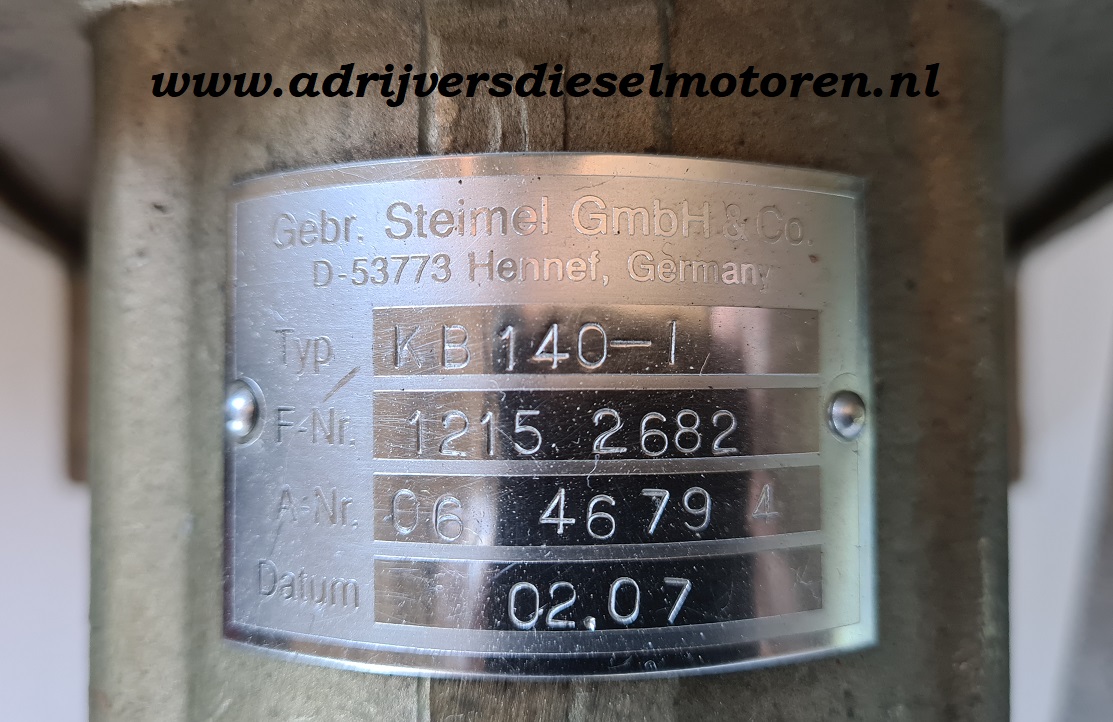 www.adrijversdieselmotoren.nl
Gebr. Steimel GmbH & Co.
D-53773 Hennef, Germany
Typ KB 140-1
F-Nr. 1215. 2682
A-Nr. 06. 4679 4
Datum 02.07